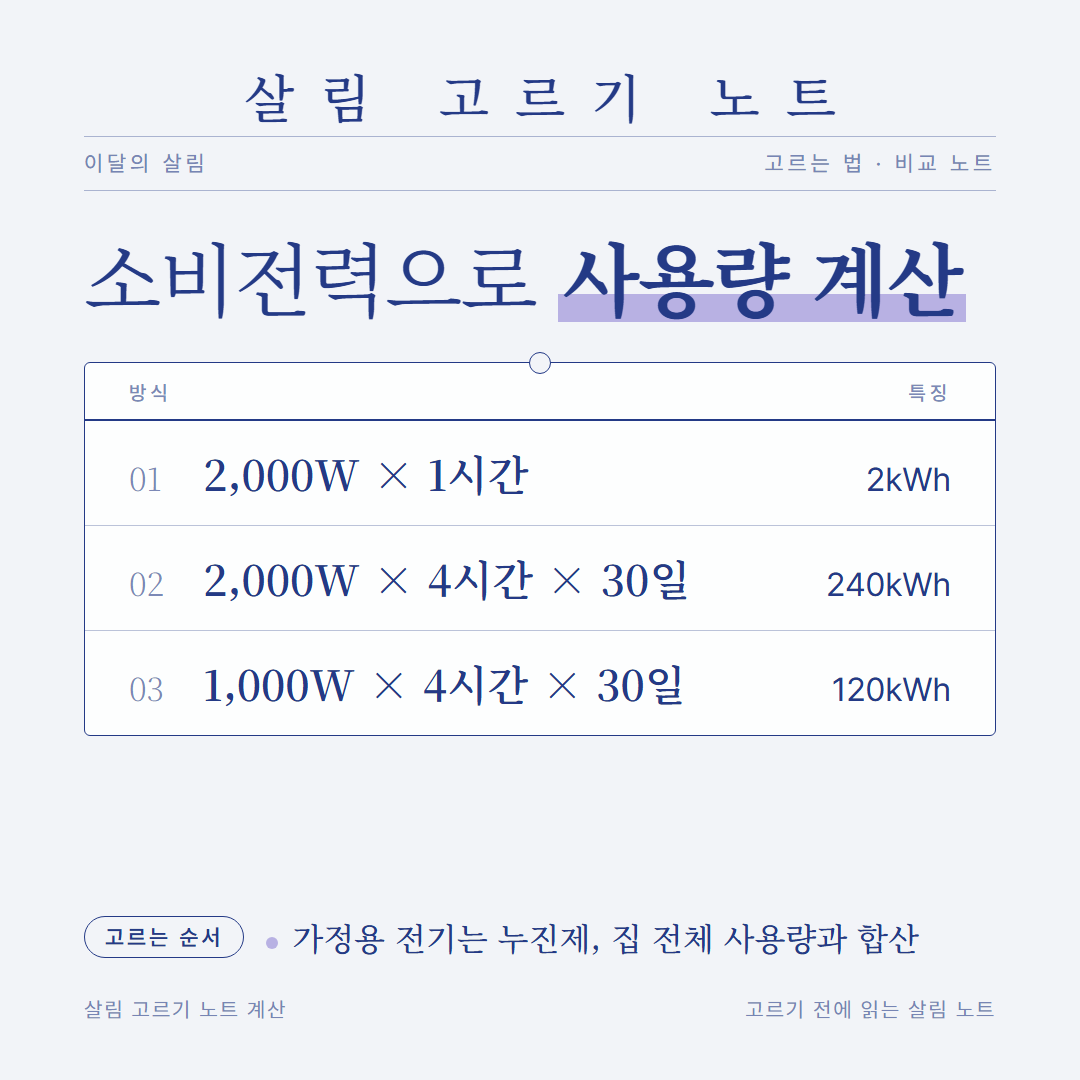 살림 고르기 노트
이달의 살림 고르는 법 · 비교 노트
소비전력으로 사용량 계산
방식 특징
01 2,000W × 1시간 2kWh
02 2,000W × 4시간 × 30일 240kWh
03 1,000W × 4시간 × 30일 120kWh
고르는 순서 • 가정용 전기는 누진제, 집 전체 사용량과 합산
살림 고르기 노트 계산 고르기 전에 읽는 살림 노트